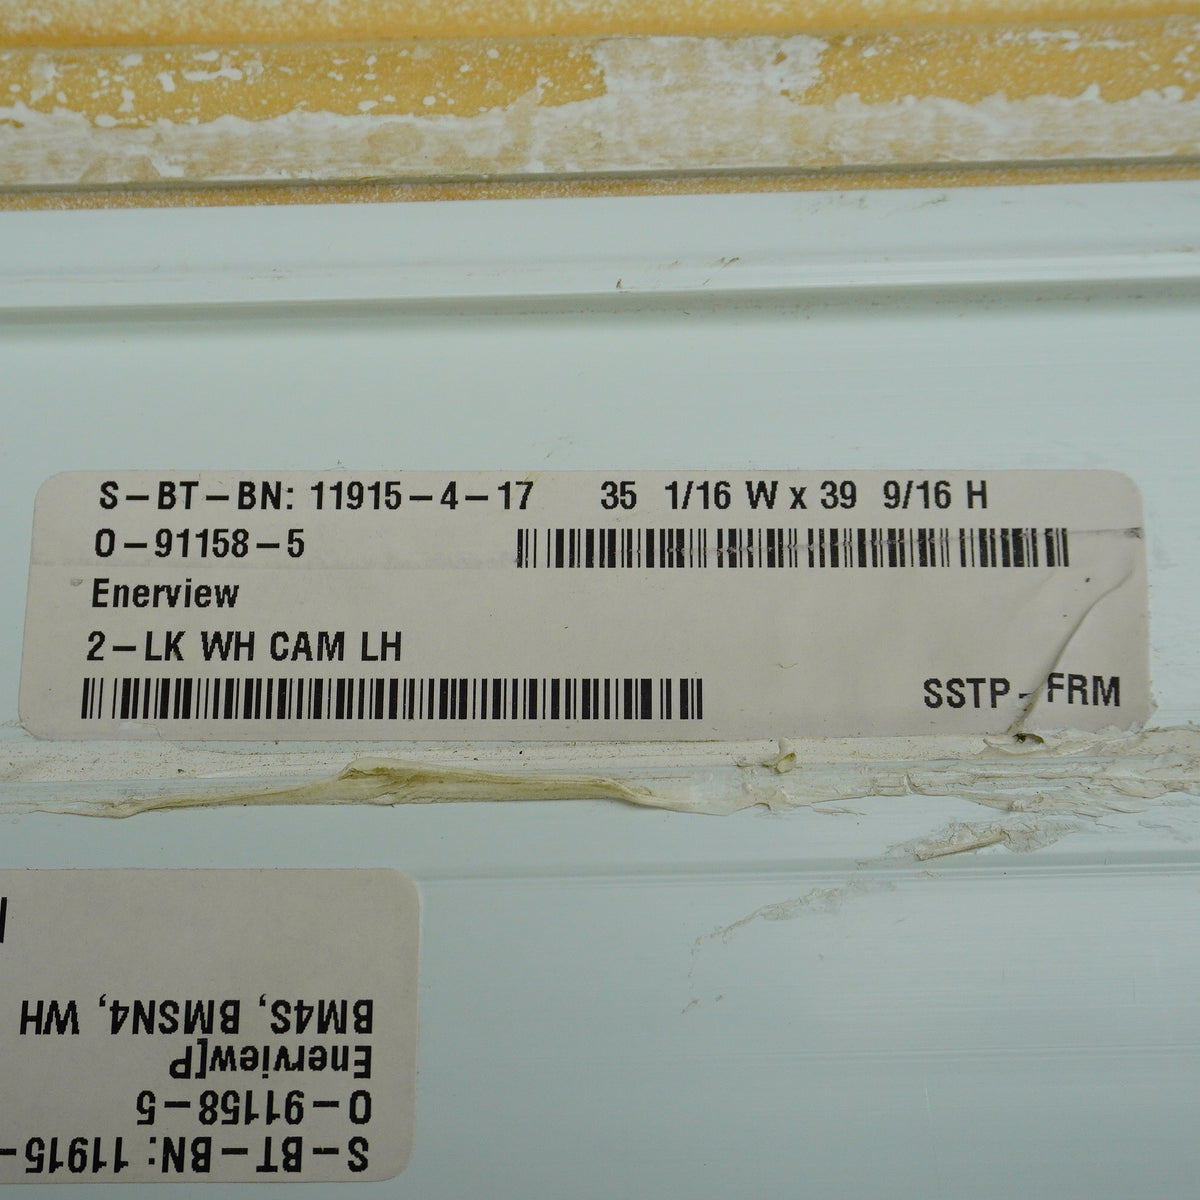 S-BT-BN: 11915-4-17 35 1/16 W x 39 9/16 H
O-91158-5
Enerview
2-LK WH CAM LH
SSTP-FRM
S-BT-BN: 11915-
O-91158-5
Enerview[P
BM4S, BMSN4, WH